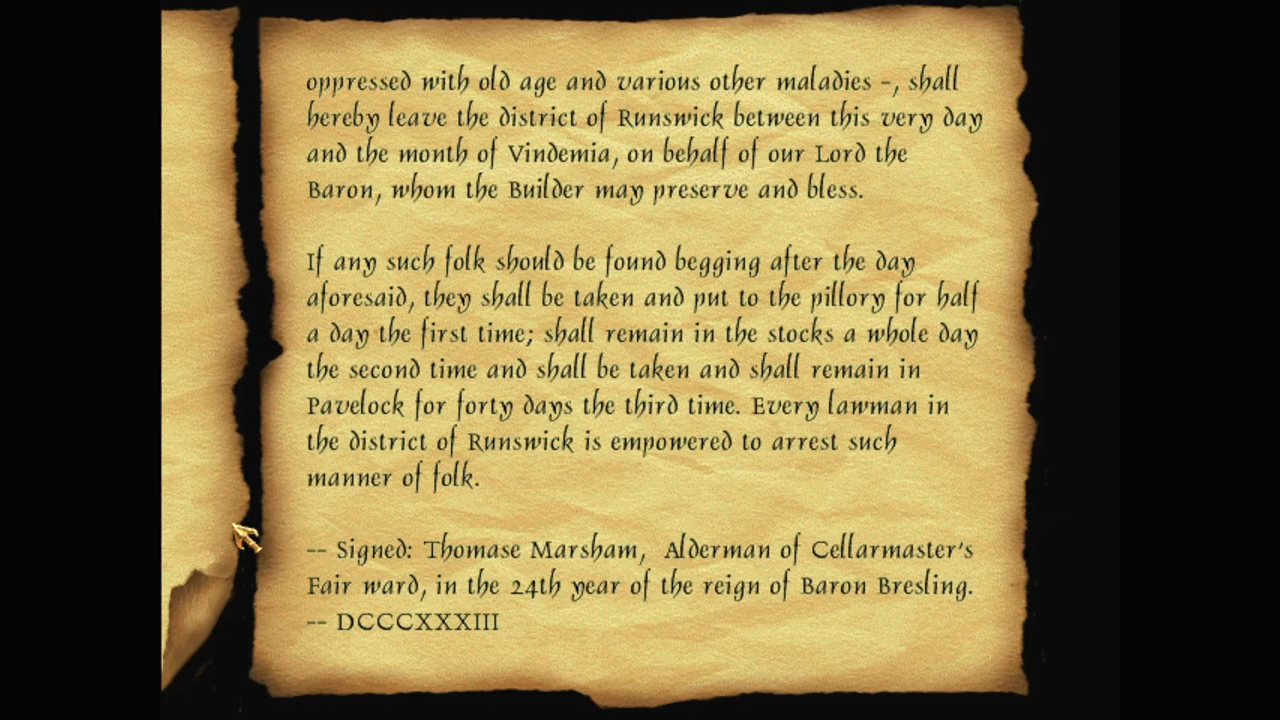 oppressed with old age and various other maladies -, shall
hereby leave the district of Runswick between this very day
and the month of Vindemia, on behalf of our Lord the
Baron, whom the Builder may preserve and bless.
If any such folk should be found begging after the day
aforesaid, they shall be taken and put to the pillory for half
a day the first time; shall remain in the stocks a whole day
the second time and shall be taken and shall remain in
Pavelock for forty days the third time. Every lawman in
the district of Runswick is empowered to arrest such
manner of folk.
-- Signed: Thomase Marsham, Alderman of Cellarmaster's
Fair ward, in the 24th year of the reign of Baron Bresling.
-- DCCCXXXIII